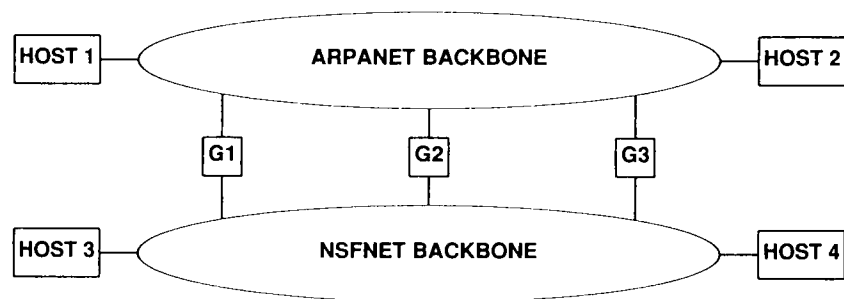 HOST 1
ARPANET BACKBONE
HOST 2
G1
G2
G3
HOST 3
NSFNET BACKBONE
HOST 4